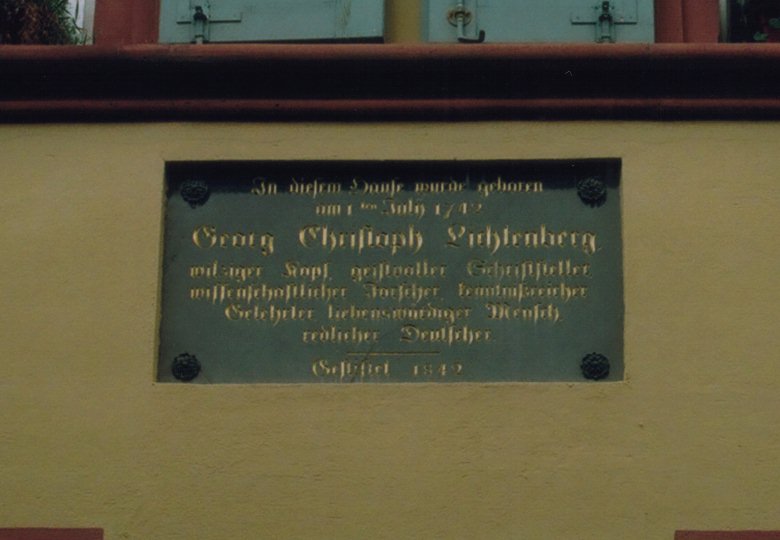 In diesem Hause wurde geboren
am 1ten July 1742
Georg Christoph Lichtenberg,
witziger Kopf, geistvoller Schriftsteller,
wissenschaftlicher Forscher, kenntnißreicher
Gelehrter liebenswürdiger Mensch,
redlicher Deutscher.
Gestiftet 1842